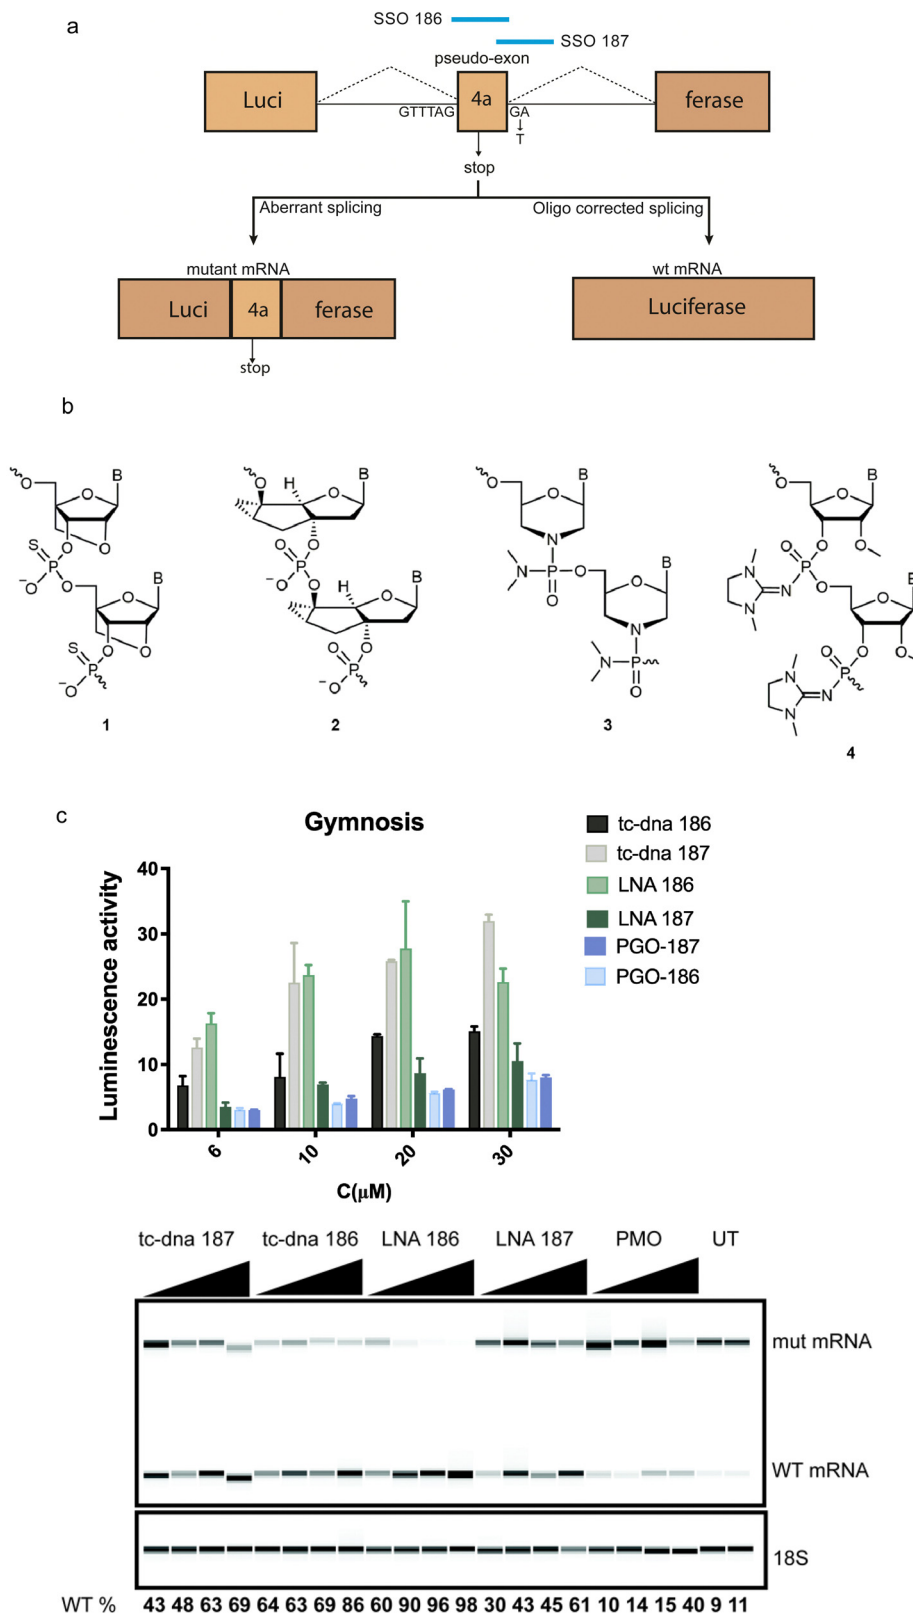 a
SSO 186
SSO 187
pseudo-exon
Luci
4a
ferase
GTTTAG
GA
T
stop
Aberrant splicing
Oligo corrected splicing
mutant mRNA
wt mRNA
Luci
4a
ferase
Luciferase
stop
b
O
O
B
S
O
O
P
⁻O
O
O
B
S
O
O
P
⁻O
1
O
H
O
B
O
O
P
⁻O
O
H
O
B
O
O
P
⁻O
2
O
O
B
N
N
P
O
O
O
B
N
N
P
O
3
O
O
B
O
O
O
N
P
N
N
O
O
B
O
O
O
N
P
N
N
4
c
Gymnosis
Luminescence activity
40
30
20
10
0
6
10
20
30
C(μM)
tc-dna 186
tc-dna 187
LNA 186
LNA 187
PGO-187
PGO-186
tc-dna 187 tc-dna 186 LNA 186 LNA 187 PMO UT
mut mRNA
WT mRNA
18S
WT % 43 48 63 69 64 63 69 86 60 90 96 98 30 43 45 61 10 14 15 40 9 11